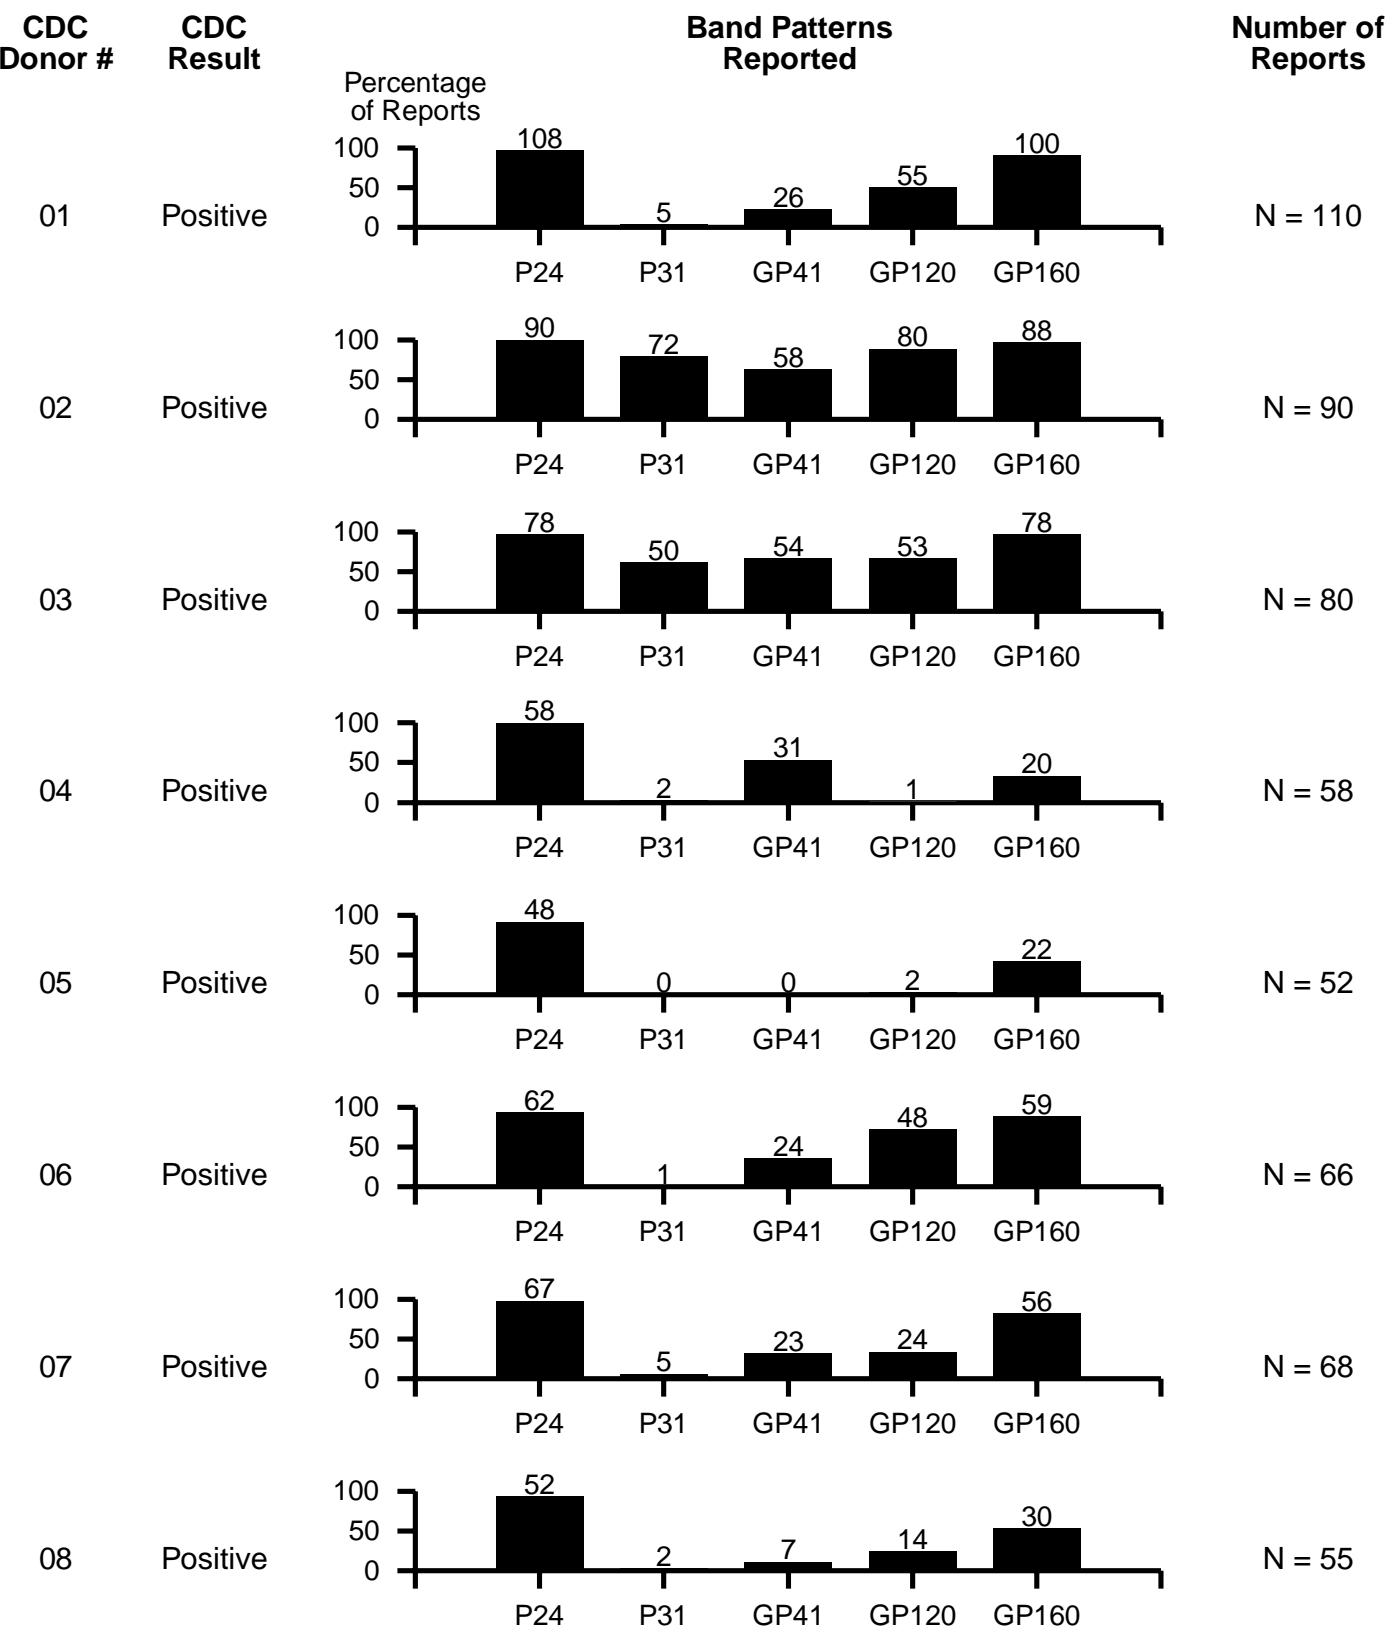 CDC CDC Band Patterns Number of
Donor # Result Reported Reports
Percentage
of Reports
108 5 26 55 100
100
50
0
01 Positive N = 110
P24 P31 GP41 GP120 GP160
90 72 58 80 88
100
50
0
02 Positive N = 90
P24 P31 GP41 GP120 GP160
78 50 54 53 78
100
50
0
03 Positive N = 80
P24 P31 GP41 GP120 GP160
58 2 31 1 20
100
50
0
04 Positive N = 58
P24 P31 GP41 GP120 GP160
48 0 0 2 22
100
50
0
05 Positive N = 52
P24 P31 GP41 GP120 GP160
62 1 24 48 59
100
50
0
06 Positive N = 66
P24 P31 GP41 GP120 GP160
67 5 23 24 56
100
50
0
07 Positive N = 68
P24 P31 GP41 GP120 GP160
52 2 7 14 30
100
50
0
08 Positive N = 55
P24 P31 GP41 GP120 GP160